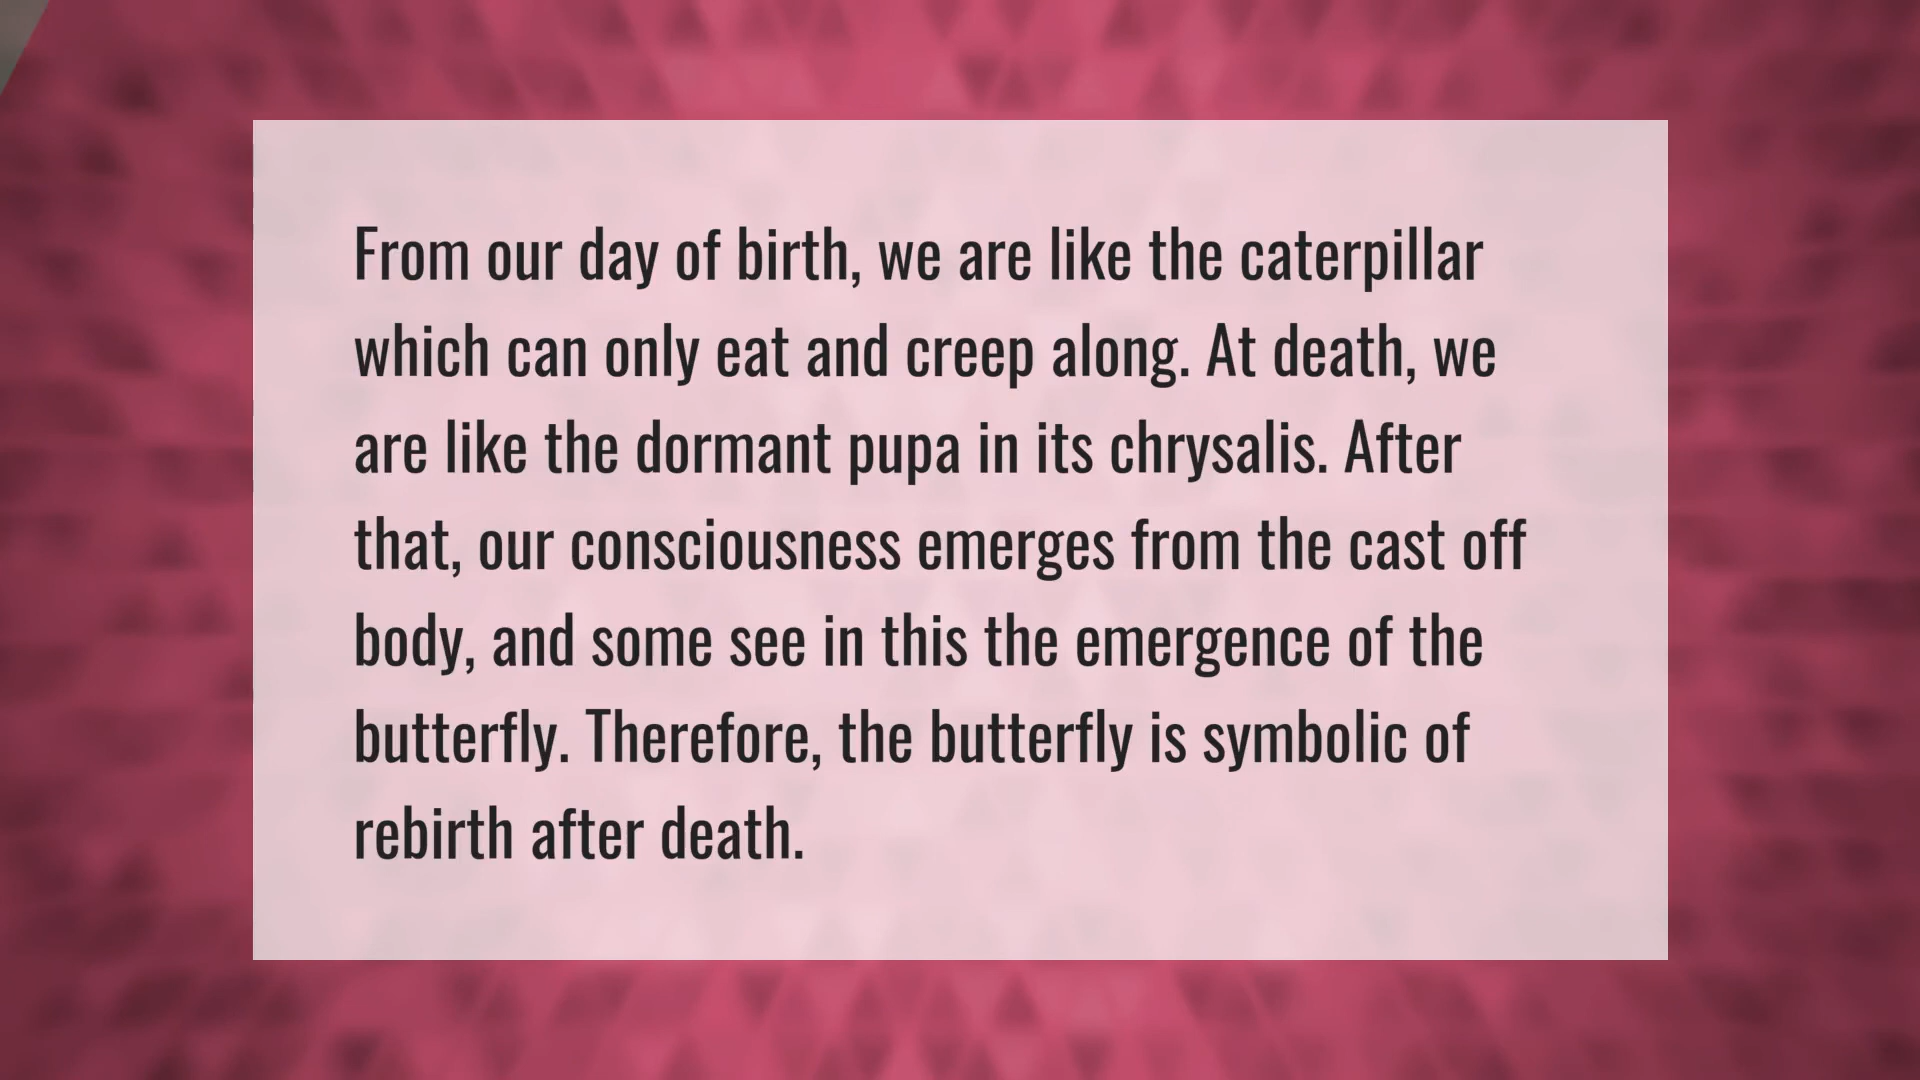 From our day of birth, we are like the caterpillar
which can only eat and creep along. At death, we
are like the dormant pupa in its chrysalis. After
that, our consciousness emerges from the cast off
body, and some see in this the emergence of the
butterfly. Therefore, the butterfly is symbolic of
rebirth after death.